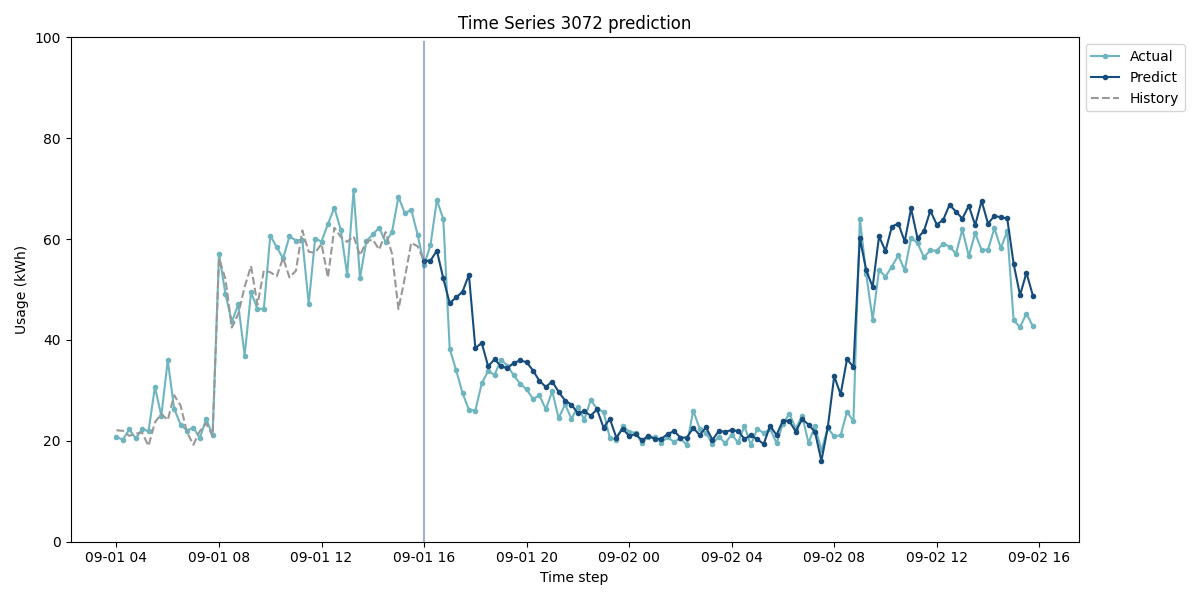 Time Series 3072 prediction
100
80
60
40
20
0
Usage (kWh)
09-01 04
09-01 08
09-01 12
09-01 16
09-01 20
09-02 00
09-02 04
09-02 08
09-02 12
09-02 16
Time step
Actual
Predict
History